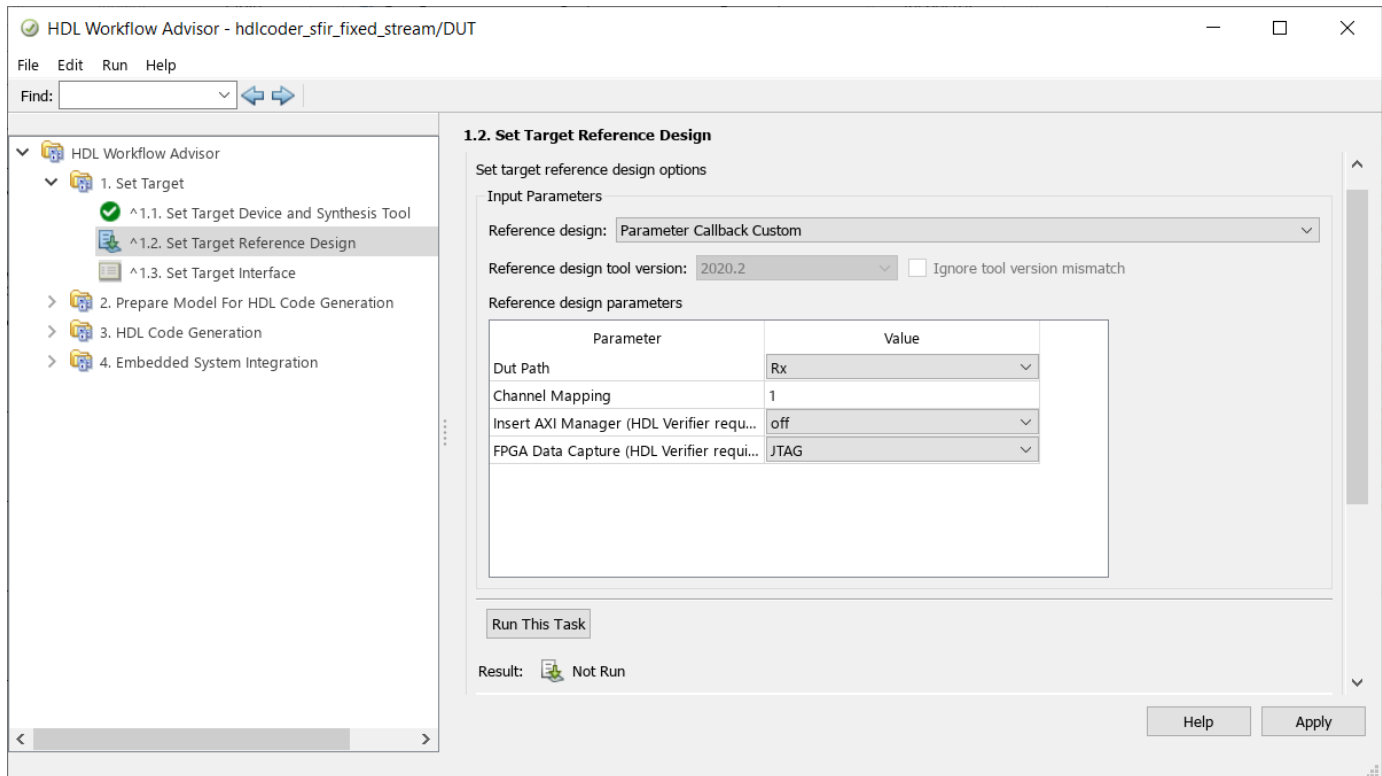 HDL Workflow Advisor - hdlcoder_sfir_fixed_stream/DUT
File Edit Run Help
Find:
HDL Workflow Advisor
1. Set Target
^1.1. Set Target Device and Synthesis Tool
^1.2. Set Target Reference Design
^1.3. Set Target Interface
2. Prepare Model For HDL Code Generation
3. HDL Code Generation
4. Embedded System Integration
1.2. Set Target Reference Design
Set target reference design options
Input Parameters
Reference design: Parameter Callback Custom
Reference design tool version: 2020.2 Ignore tool version mismatch
Reference design parameters
Parameter Value
Dut Path Rx
Channel Mapping 1
Insert AXI Manager (HDL Verifier requ... off
FPGA Data Capture (HDL Verifier requi... JTAG
Run This Task
Result: Not Run
Help Apply